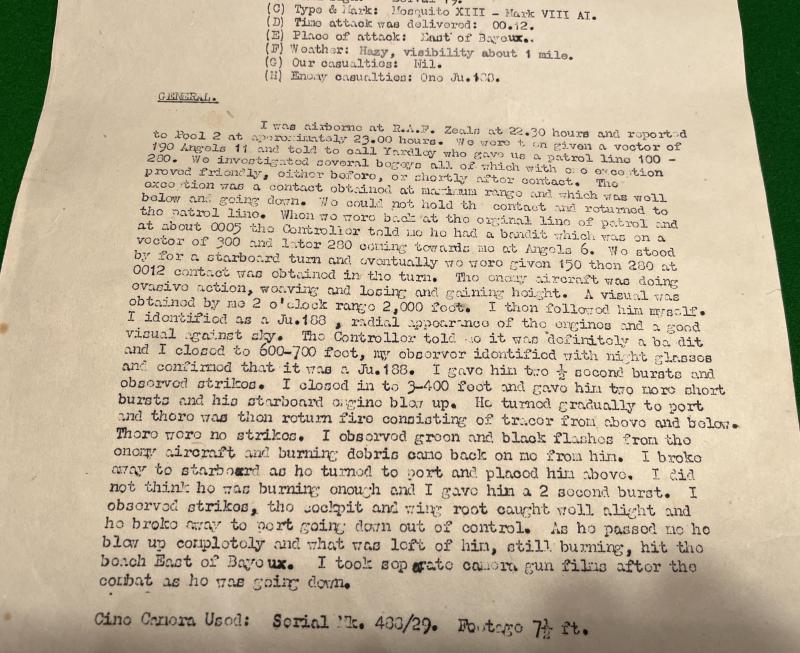 (C) Type & Mark: Mosquito XIII - Mark VIII AI.
(D) Time attack was delivered: 00.12.
(E) Place of attack: East of Bayeux..
(F) Weather: Hazy, visibility about 1 mile.
(G) Our casualties: Nil.
(H) Enemy casualties: One Ju.188.
GENERAL.
I was airborne at R.A.F. Zeals at 22.30 hours and reported
to Pool 2 at approximately 23.00 hours. We were on given a vector of
190 Angels 11 and told to call Yardley who gave us a patrol line 100 -
280. We investigated several bogeys all of which with one exception
proved friendly, either before, or shortly after contact. The
exception was a contact obtained at maximum range and which was well
below and going down. We could not hold the contact and returned to
the patrol line. When we were back at the orginal line of patrol and
at about 0005 the Controller told me he had a bandit which was on a
vector of 300 and later 280 coming towards me at Angels 6. We stood
by for a starboard turn and eventually we were given 150 then 280 at
0012 contact was obtained in the turn. The enemy aircraft was doing
evasive action, weaving and losing and gaining height. A visual was
obtained by me 2 o'clock range 2,000 feet. I then followed him myself.
I identified as a Ju.188 , radial appearance of the engines and a good
visual against sky. The Controller told me it was definitely a bandit
and I closed to 600-700 feet, my observer identified with night glasses
and confirmed that it was a Ju.188. I gave him two ½ second bursts and
observed strikes. I closed in to 3-400 feet and gave him two more short
bursts and his starboard engine blew up. He turned gradually to port
and there was then return fire consisting of tracer from above and below.
There were no strikes. I observed green and black flashes from the
enemy aircraft and burning debris came back on me from him. I broke
away to starboard as he turned to port and placed him above. I did
not think he was burning enough and I gave him a 2 second burst. I
observed strikes, the cockpit and wing root caught well alight and
he broke away to port going down out of control. As he passed me he
blew up completely and what was left of him, still burning, hit the
beach East of Bayeux. I took separate camera gun films after the
combat as he was going down.
Cine Camera Used: Serial Mk. 488/29. Footage 7½ ft.